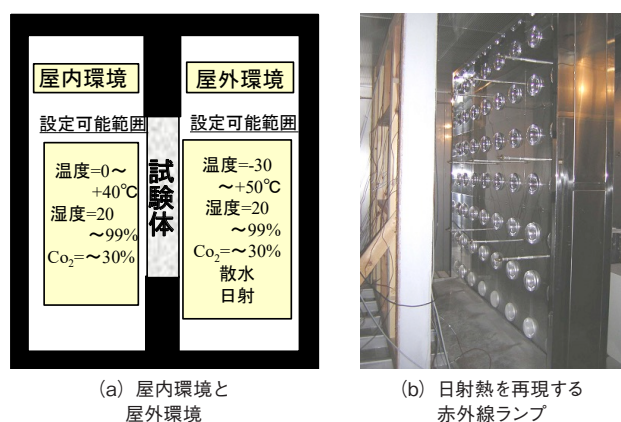 屋内環境
設定可能範囲
温度=0～
+40℃
湿度=20
～99%
Co₂=～30%
試験体
屋外環境
設定可能範囲
温度=-30
～+50℃
湿度=20
～99%
Co₂=～30%
散水
日射
(a) 屋内環境と
屋外環境
(b) 日射熱を再現する
赤外線ランプ